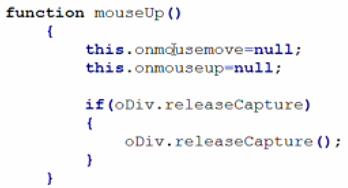 function mouseUp()
{
this.onmousemove=null;
this.onmouseup=null;
if(oDiv.releaseCapture)
{
oDiv.releaseCapture();
}
}